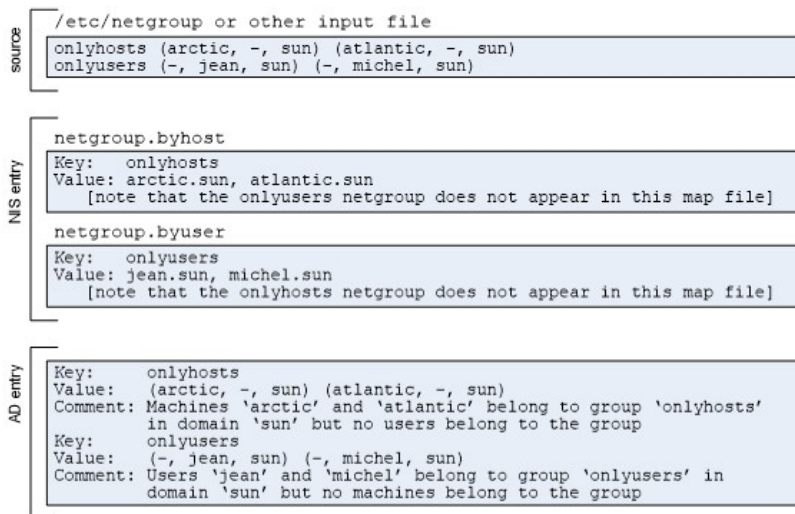 source
/etc/netgroup or other input file
onlyhosts (arctic, -, sun) (atlantic, -, sun)
onlyusers (-, jean, sun) (-, michel, sun)
NIS entry
netgroup.byhost
Key: onlyhosts
Value: arctic.sun, atlantic.sun
[note that the onlyusers netgroup does not appear in this map file]
netgroup.byuser
Key: onlyusers
Value: jean.sun, michel.sun
[note that the onlyhosts netgroup does not appear in this map file]
AD entry
Key: onlyhosts
Value: (arctic, -, sun) (atlantic, -, sun)
Comment: Machines ‘arctic’ and ‘atlantic’ belong to group ‘onlyhosts’
in domain ‘sun’ but no users belong to the group
Key: onlyusers
Value: (-, jean, sun) (-, michel, sun)
Comment: Users ‘jean’ and ‘michel’ belong to group ‘onlyusers’ in
domain ‘sun’ but no machines belong to the group